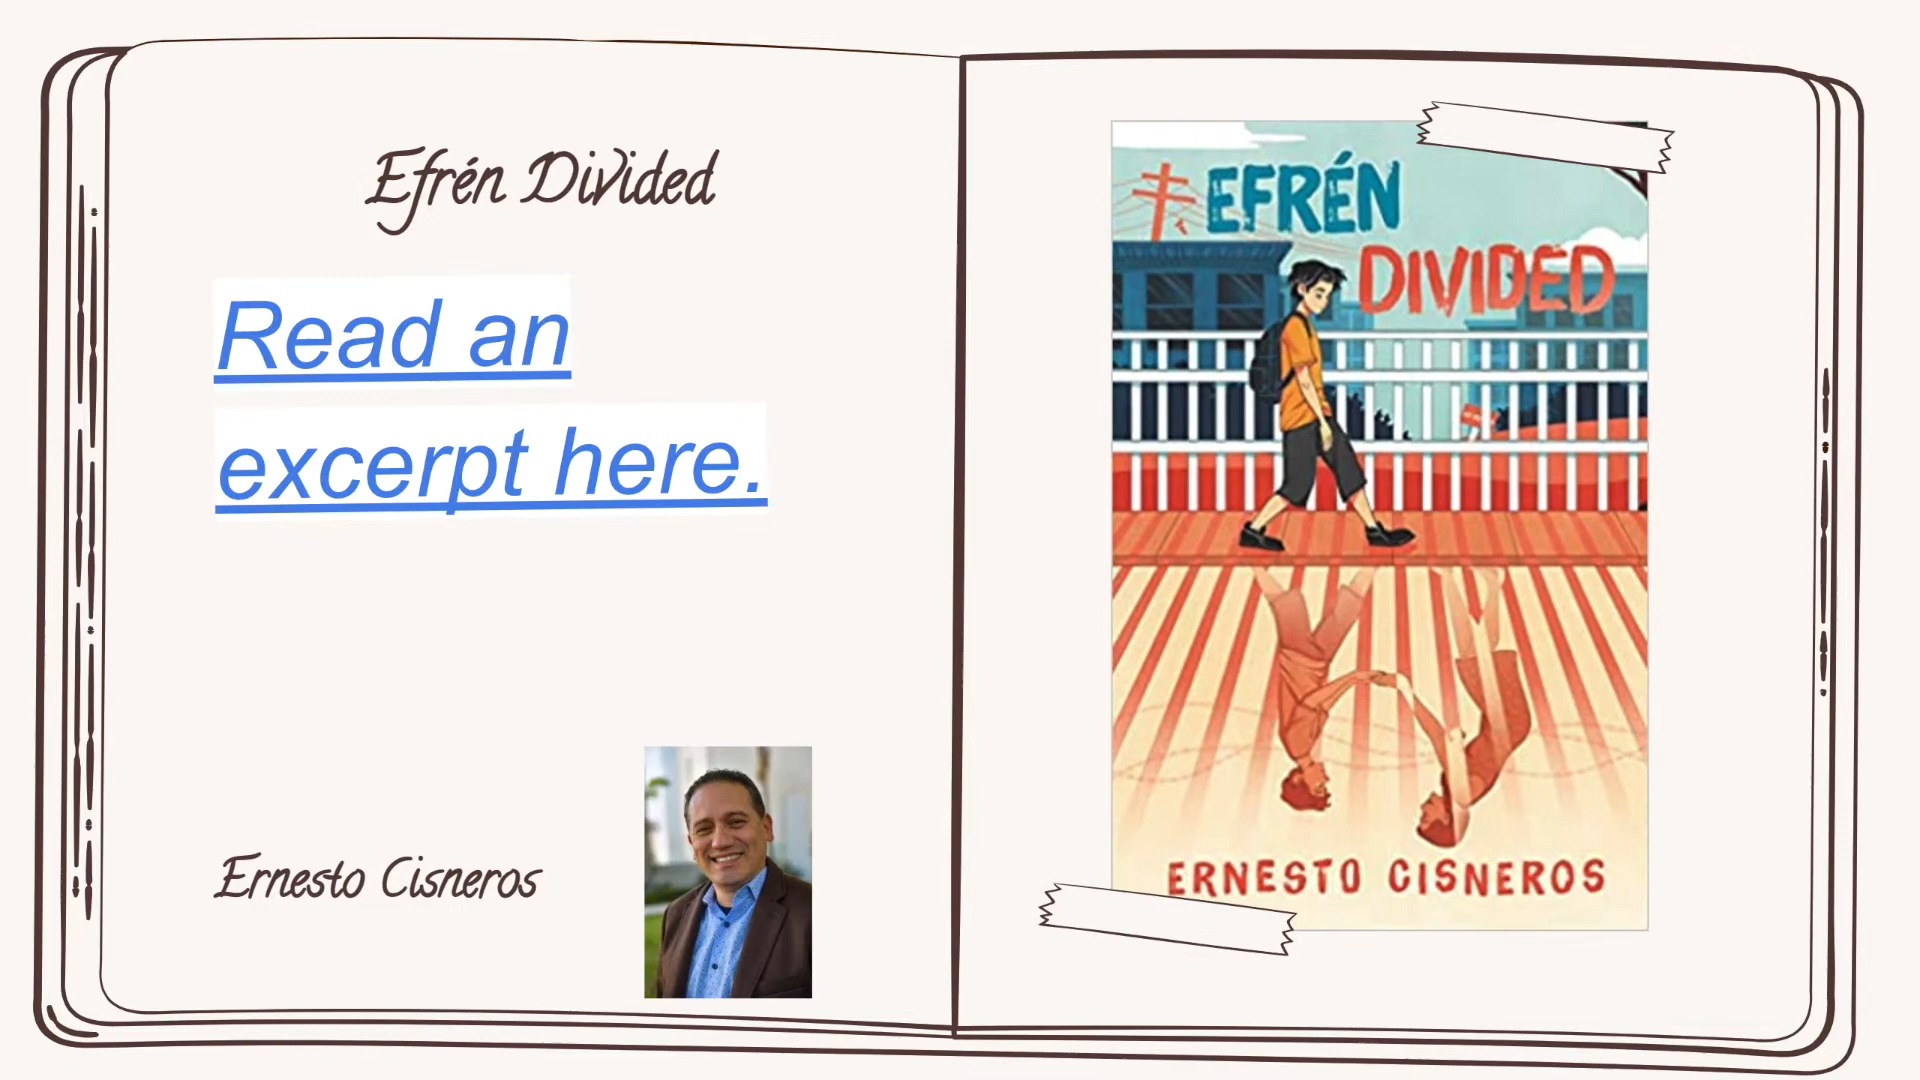 Efrén Divided
Read an
excerpt here.
Ernesto Cisneros
EFRÉN
DIVIDED
ERNESTO CISNEROS